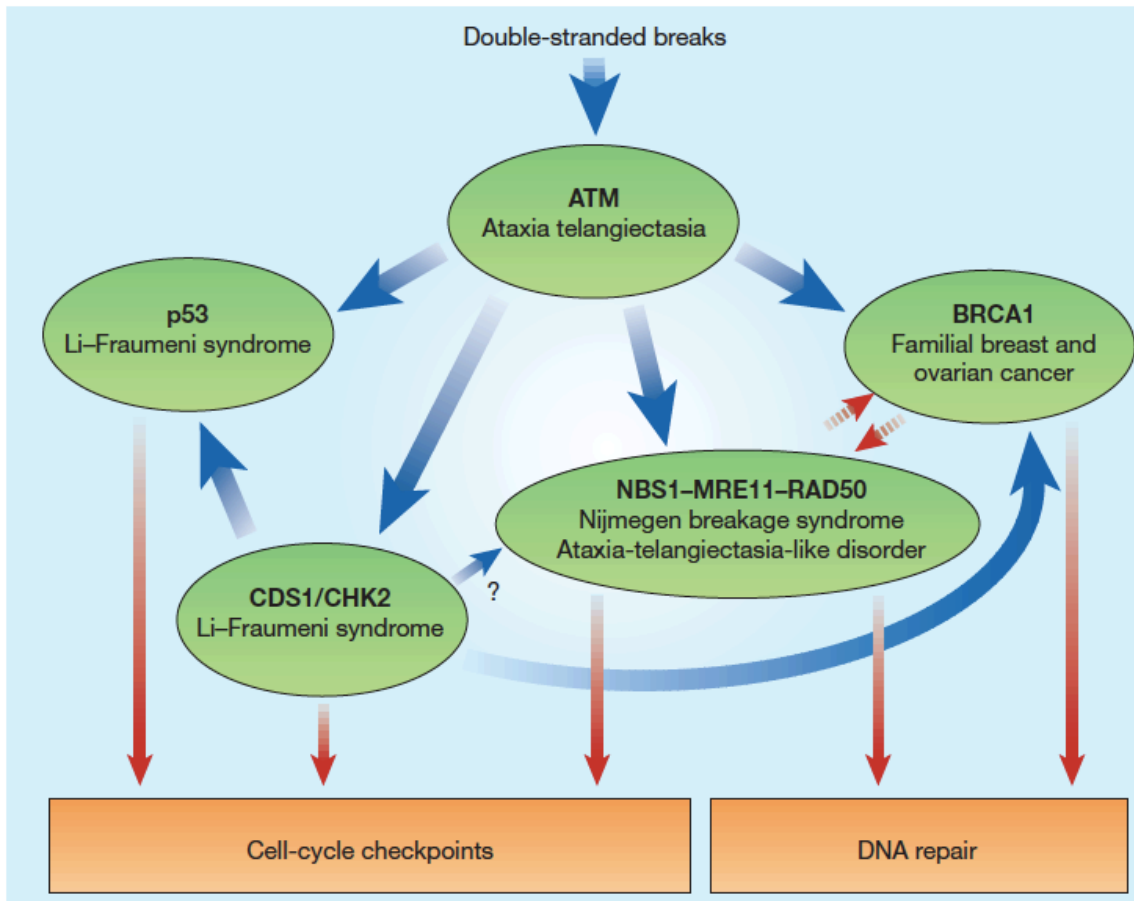 Double-stranded breaks
ATM
Ataxia telangiectasia
p53
Li–Fraumeni syndrome
BRCA1
Familial breast and
ovarian cancer
NBS1–MRE11–RAD50
Nijmegen breakage syndrome
Ataxia-telangiectasia-like disorder
?
CDS1/CHK2
Li–Fraumeni syndrome
Cell-cycle checkpoints
DNA repair